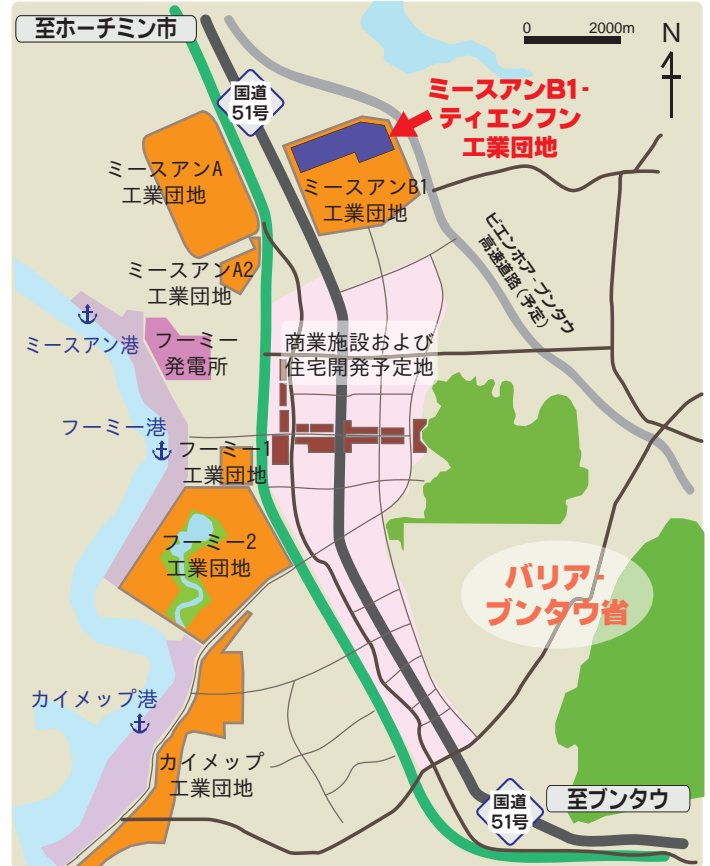 至ホーチミン市
0 2000m
N
国道
51号
ミースアンB1-
ティエンフン
工業団地
ミースアンA
工業団地
ミースアンB1
工業団地
ビエンホア - ブンタウ
高速道路 (予定)
ミースアンA2
工業団地
ミースアン港
フーミー
発電所
商業施設および
住宅開発予定地
フーミー港
フーミー1
工業団地
フーミー2
工業団地
バリア-
ブンタウ省
カイメップ港
カイメップ
工業団地
国道
51号
至ブンタウ